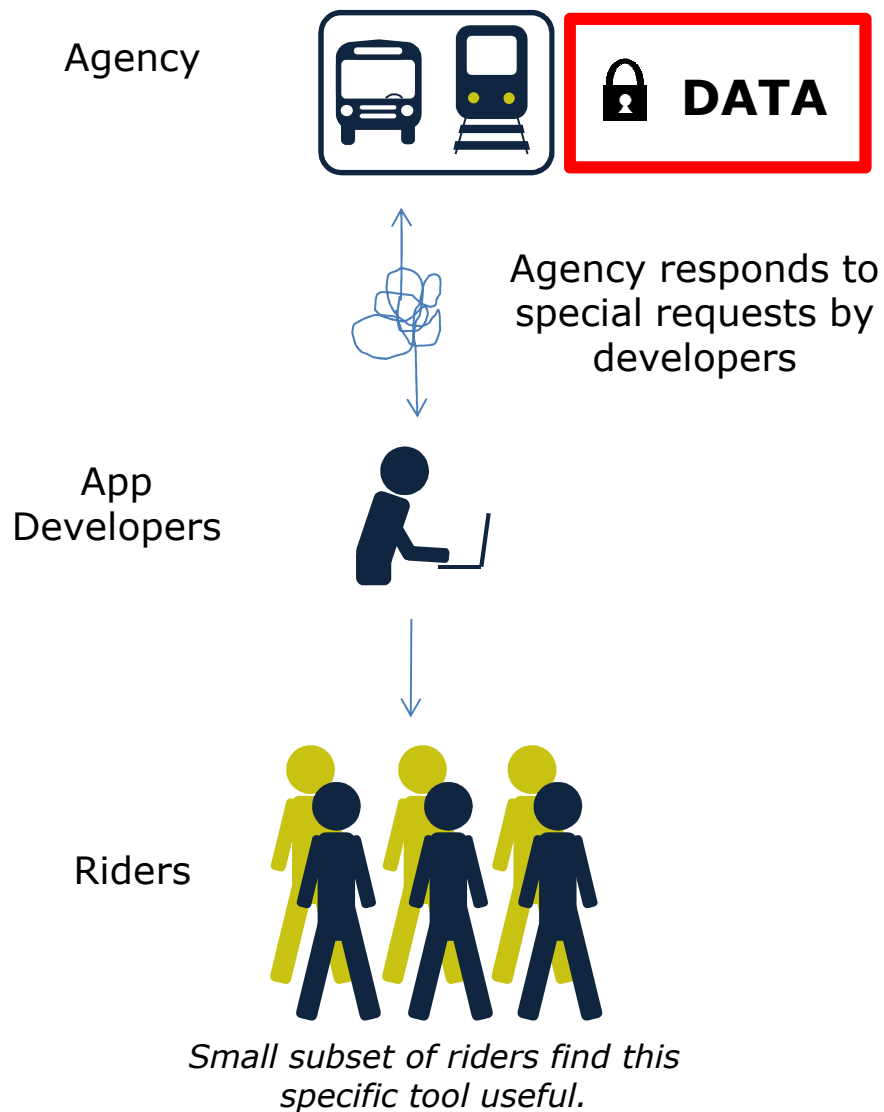 Agency
DATA
Agency responds to
special requests by
developers
App
Developers
Riders
Small subset of riders find this
specific tool useful.